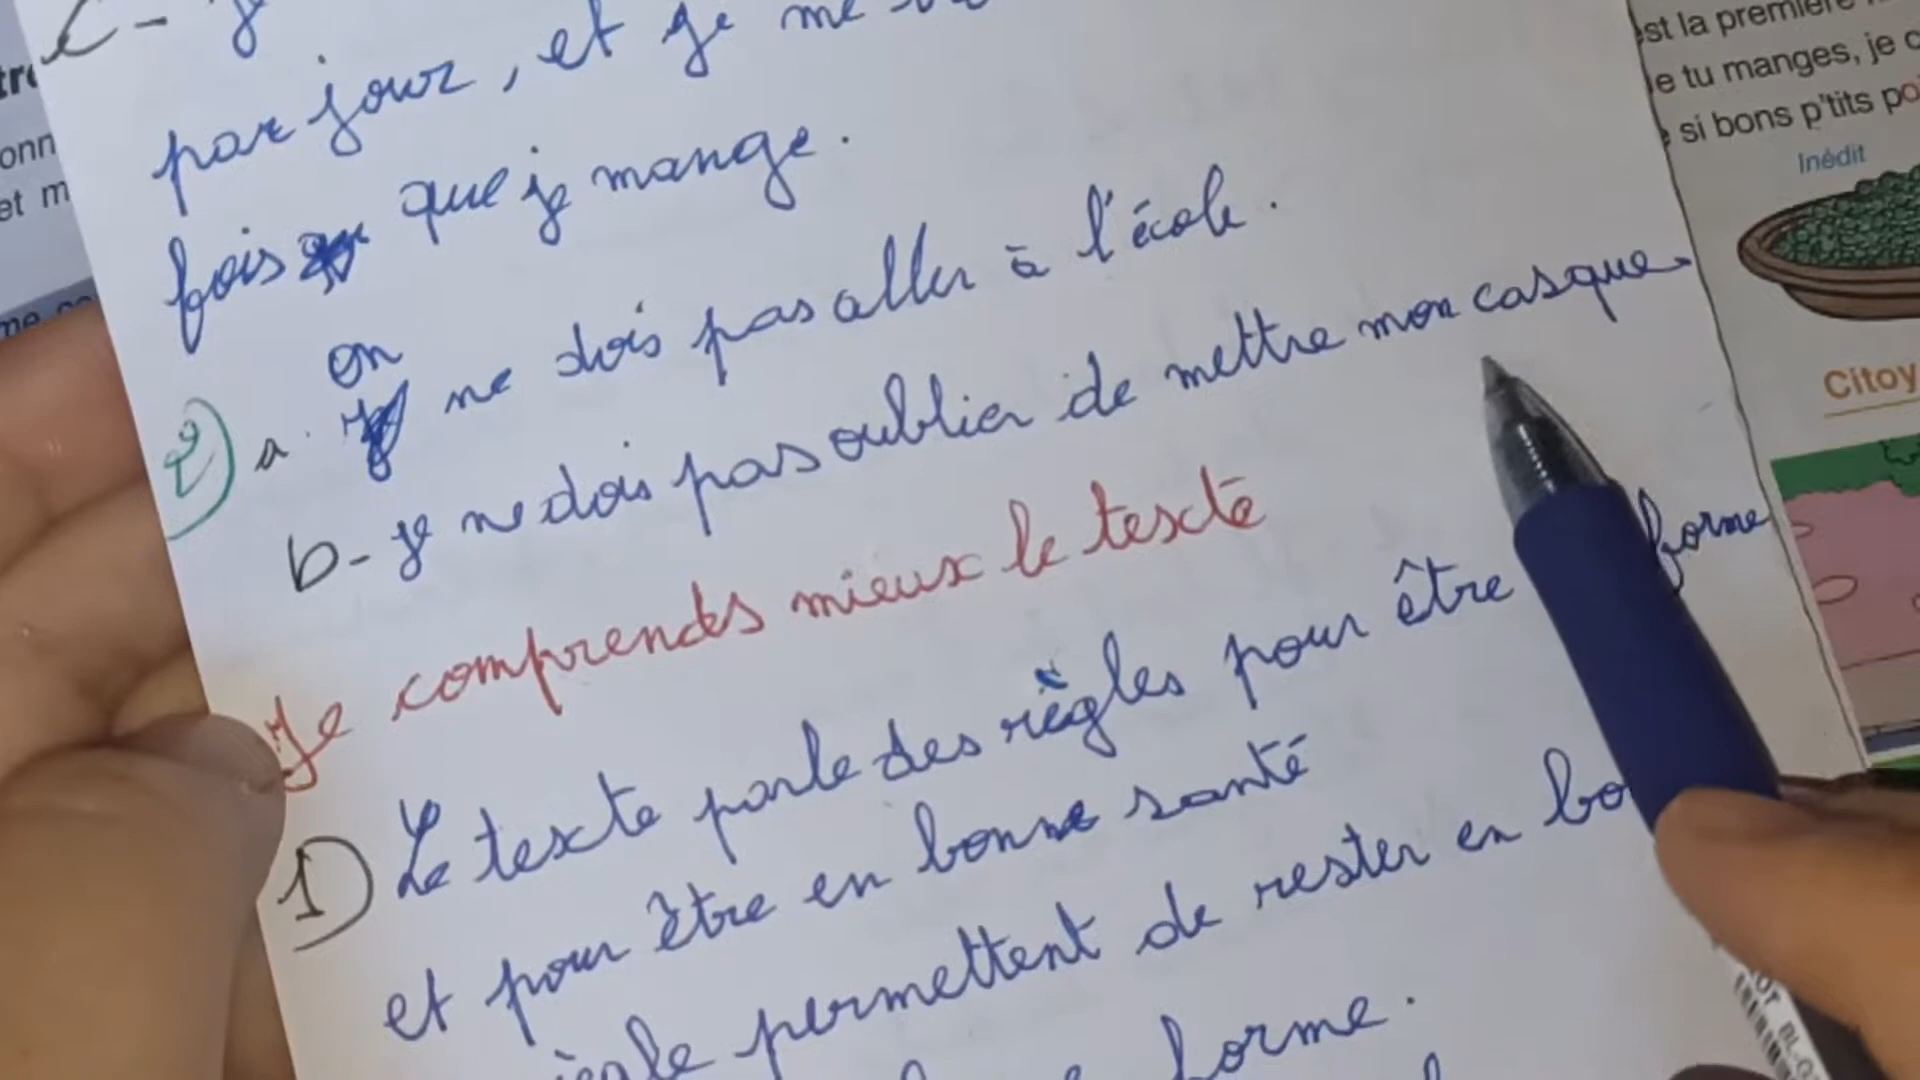 par jour, et je me
fois que je mange.
2) a. on ne dois pas aller à l'école.
b- je ne dois pas oublier de mettre mon casque.
Je comprends mieux le texte
1) Le texte parle des règles pour être forme
et pour être en bonne santé
permettent de rester en bo
forme.
est la première
tu manges, je
si bons p'tits
Inédit
Citoy
onn
et m